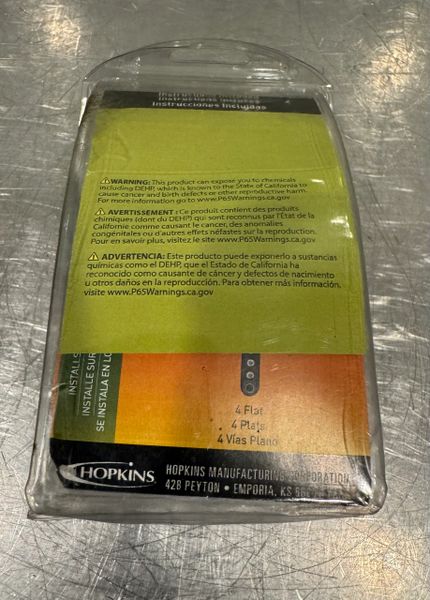 Instrucciones Incluidas
⚠WARNING: This product can expose you to chemicals
including DEHP, which is known to the State of California to
cause cancer and birth defects or other reproductive harm.
For more information go to www.P65Warnings.ca.gov
⚠ AVERTISSEMENT : Ce produit contient des produits
chimiques (dont du DEHP) qui sont reconnus par l'État de la
Californie comme causant le cancer, des anomalies
congénitales ou d'autres effets néfastes sur la reproduction.
Pour en savoir plus, visitez le site www.P65Warnings.ca.gov
⚠ ADVERTENCIA: Este producto puede exponerlo a sustancias
químicas como el DEHP, que el Estado de California ha
reconocido como causante de cáncer y defectos de nacimiento
u otros daños en la reproducción. Para obtener más información,
visite www.P65Warnings.ca.gov
INSTALLS
INSTALLE SUR
SE INSTALA EN LO
4 Flat
4 Plats
4 Vías Plano
HOPKINS
HOPKINS MANUFACTURING CORPORATION
428 PEYTON • EMPORIA, KS